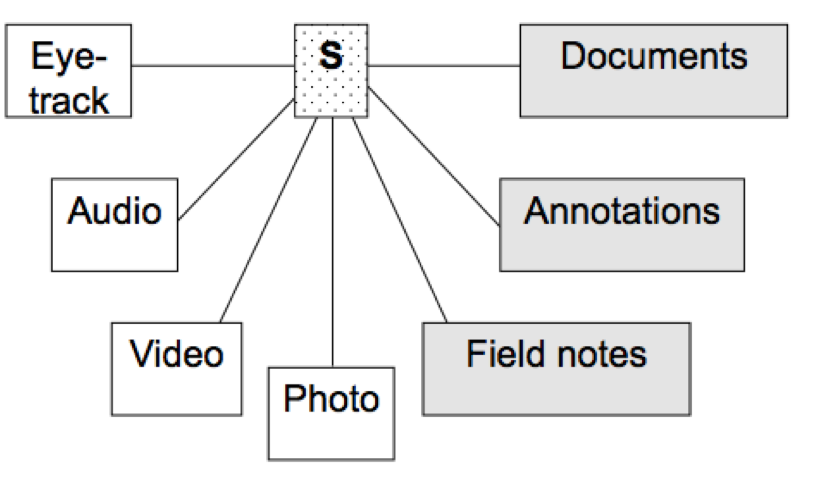 Eye-
track
S
Documents
Audio
Annotations
Video
Field notes
Photo